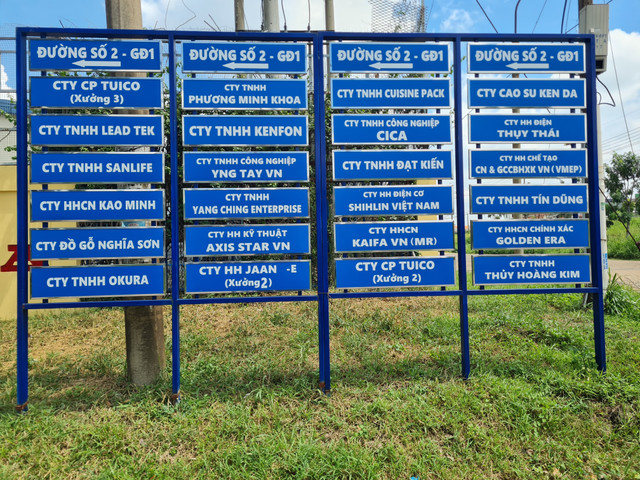 ĐƯỜNG SỐ 2 - GĐ1
CTY CP TUICO
(Xưởng 3)
CTY TNHH LEAD TEK
CTY TNHH SANLIFE
CTY HHCN KAO MINH
CTY ĐỒ GỖ NGHĨA SƠN
CTY TNHH OKURA
ĐƯỜNG SỐ 2 - GĐ1
CTY TNHH
PHƯƠNG MINH KHOA
CTY TNHH KENFON
CTY TNHH CÔNG NGHIỆP
YNG TAY VN
CTY TNHH
YANG CHING ENTERPRISE
CTY HH KỸ THUẬT
AXIS STAR VN
CTY HH JAAN -E
(Xưởng 2)
ĐƯỜNG SỐ 2 - GĐ1
CTY TNHH CUISINE PACK
CTY TNHH CÔNG NGHIỆP
CICA
CTY TNHH ĐẠT KIẾN
CTY HH ĐIỆN CƠ
SHIHLIN VIỆT NAM
CTY HHCN
KAIFA VN (MR)
CTY CP TUICO
(Xưởng 2)
ĐƯỜNG SỐ 2 - GĐ1
CTY CAO SU KEN DA
CTY HH ĐIỆN
THỤY THÁI
CTY HH CHẾ TẠO
CN & GCCBHXK VN (VMEP)
CTY TNHH TÍN DŨNG
CTY HHCN CHÍNH XÁC
GOLDEN ERA
CTY TNHH
THỦY HOÀNG KIM